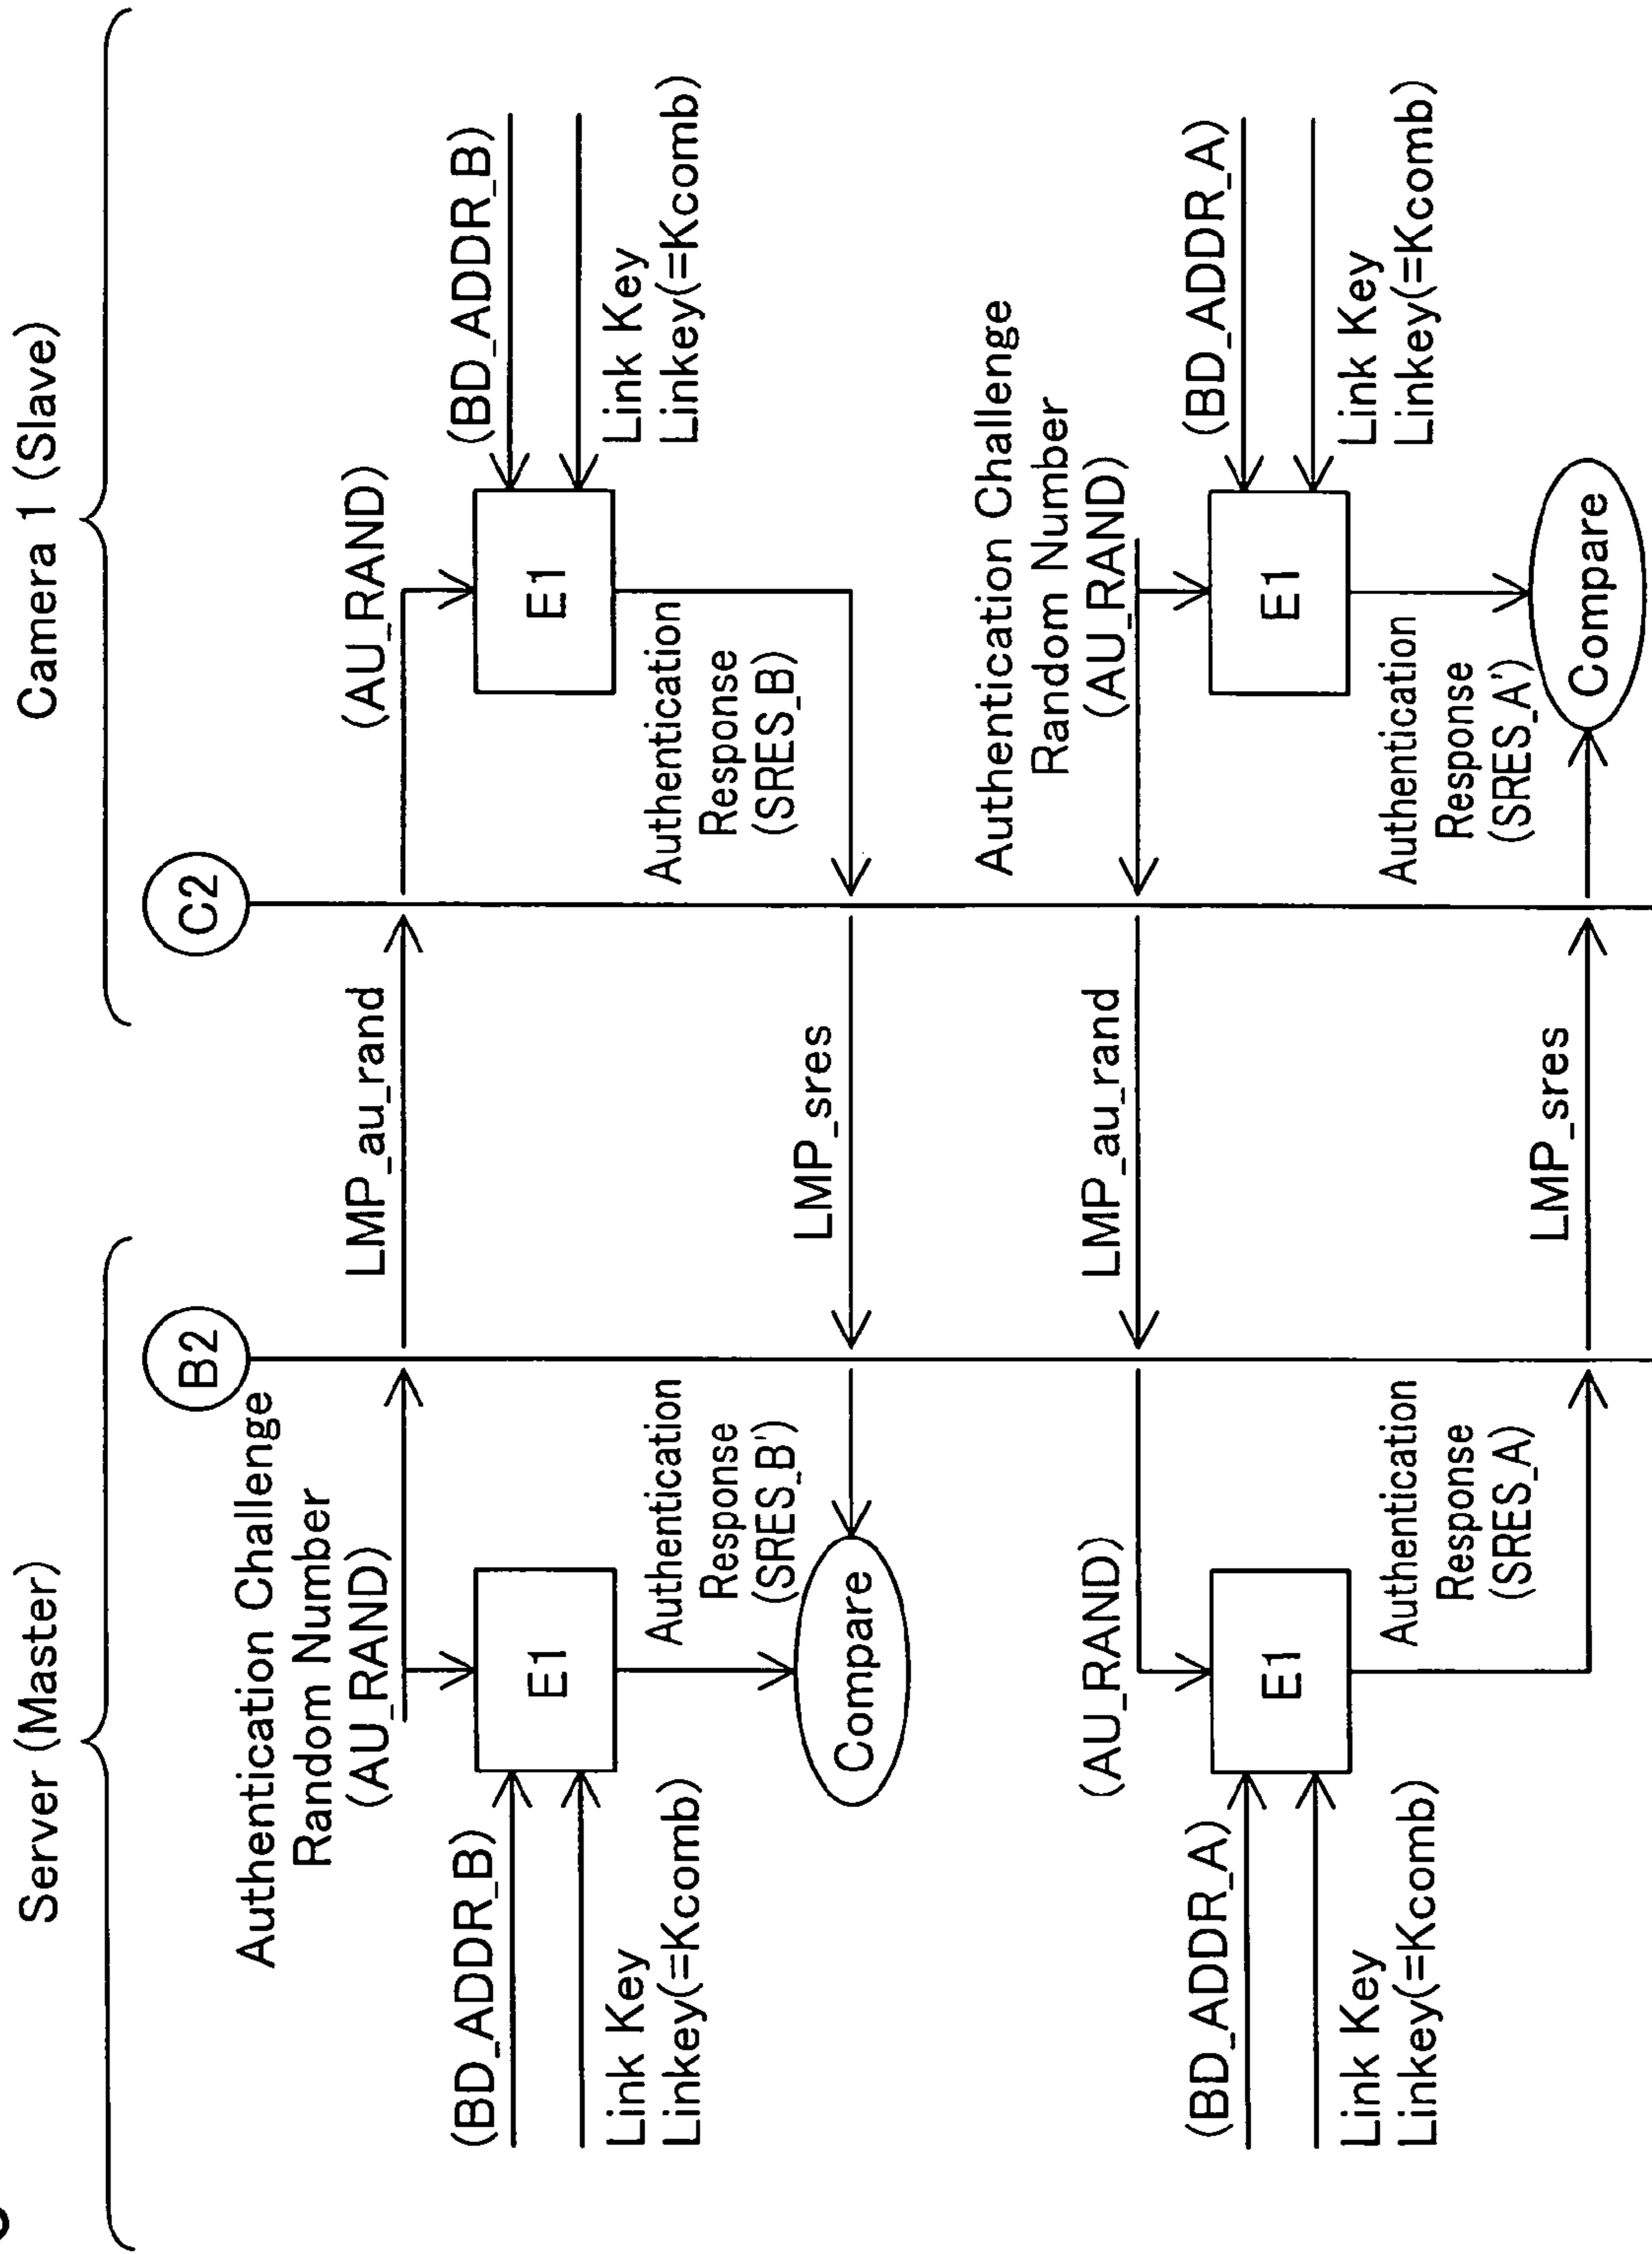 Server (Master)
Camera 1 (Slave)
B2
C2
Authentication Challenge
Random Number
(AU_RAND)
LMP_au_rand
(AU_RAND)
(BD_ADDR_B)
Link Key
Linkey(=Kcomb)
E1
E1
(BD_ADDR_B)
Link Key
Linkey(=Kcomb)
Authentication
Response
(SRES_B')
Authentication
Response
(SRES_B)
Compare
LMP_sres
(AU_RAND)
LMP_au_rand
Authentication Challenge
Random Number
(AU_RAND)
(BD_ADDR_A)
Link Key
Linkey(=Kcomb)
E1
E1
(BD_ADDR_A)
Link Key
Linkey(=Kcomb)
Authentication
Response
(SRES_A)
Authentication
Response
(SRES_A')
LMP_sres
Compare